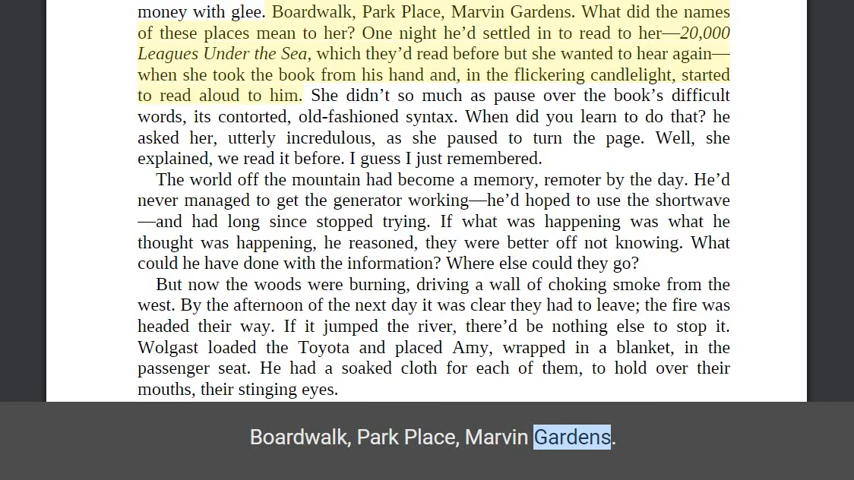 money with glee. Boardwalk, Park Place, Marvin Gardens. What did the names
of these places mean to her? One night he’d settled in to read to her—20,000
Leagues Under the Sea, which they’d read before but she wanted to hear again—
when she took the book from his hand and, in the flickering candlelight, started
to read aloud to him. She didn’t so much as pause over the book’s difficult
words, its contorted, old-fashioned syntax. When did you learn to do that? he
asked her, utterly incredulous, as she paused to turn the page. Well, she
explained, we read it before. I guess I just remembered.
The world off the mountain had become a memory, remoter by the day. He’d
never managed to get the generator working—he’d hoped to use the shortwave
—and had long since stopped trying. If what was happening was what he
thought was happening, he reasoned, they were better off not knowing. What
could he have done with the information? Where else could they go?
But now the woods were burning, driving a wall of choking smoke from the
west. By the afternoon of the next day it was clear they had to leave; the fire was
headed their way. If it jumped the river, there’d be nothing else to stop it.
Wolgast loaded the Toyota and placed Amy, wrapped in a blanket, in the
passenger seat. He had a soaked cloth for each of them, to hold over their
mouths, their stinging eyes.
Boardwalk, Park Place, Marvin Gardens.